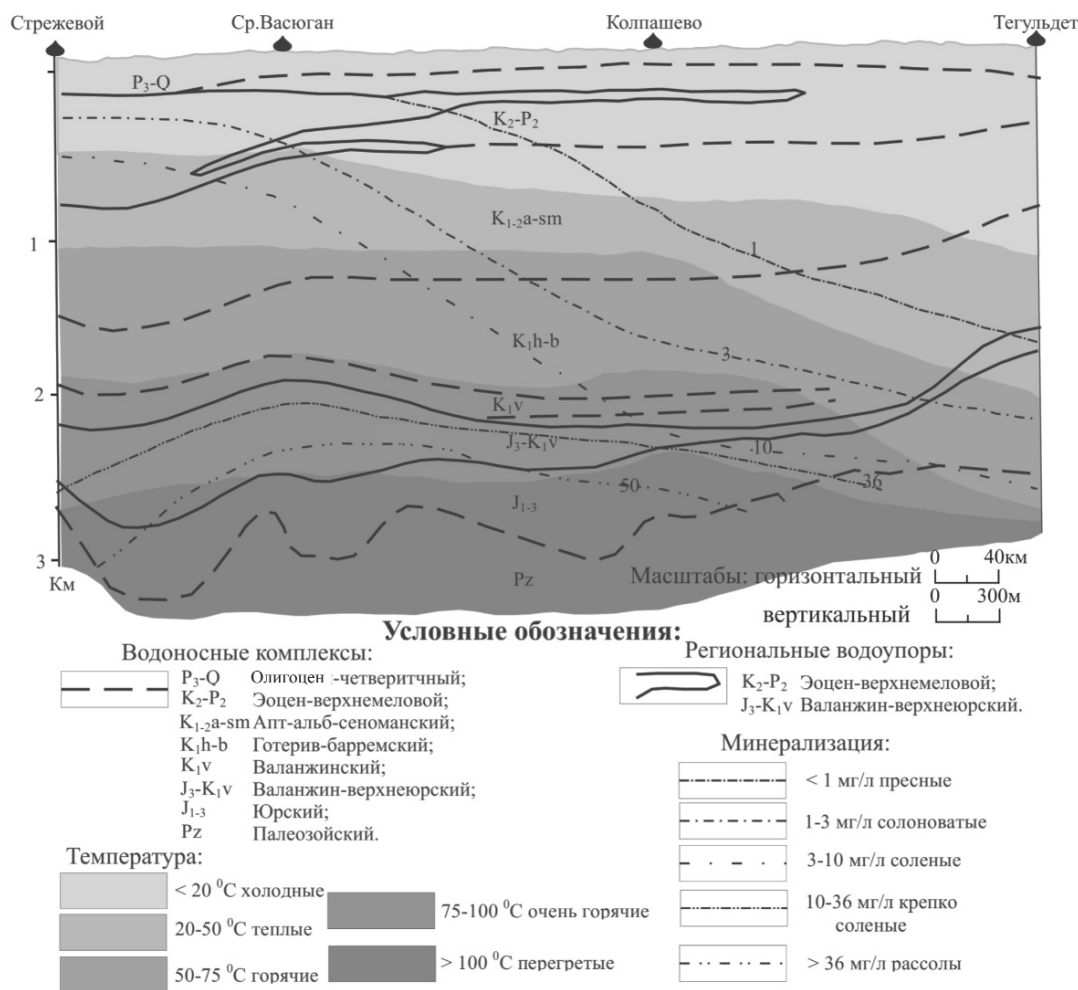 Стрежевой Ср.Васюган Колпашево Тегульдет
P₃-Q
K₂-P₂
K₁₋₂a-sm
1
1
K₁h-b
3
2
K₁v
J₃-K₁v
10
36
50
J₁₋₃
3
Км
Pz
0 40км
Масштабы: горизонтальный
0 300м
вертикальный
Условные обозначения:
Водоносные комплексы:
P₃-Q Олигоцен -четверитчный;
K₂-P₂ Эоцен-верхнемеловой;
K₁₋₂a-sm Апт-альб-сеноманский;
K₁h-b Готерив-барремский;
K₁v Валанжинский;
J₃-K₁v Валанжин-верхнеюрский;
J₁₋₃ Юрский;
Pz Палеозойский.
Региональные водоупоры:
K₂-P₂ Эоцен-верхнемеловой;
J₃-K₁v Валанжин-верхнеюрский.
Минерализация:
< 1 мг/л пресные
1-3 мг/л солоноватые
3-10 мг/л соленые
10-36 мг/л крепко
соленые
> 36 мг/л рассолы
Температура:
< 20 ⁰C холодные
20-50 ⁰C теплые
50-75 ⁰C горячие
75-100 ⁰C очень горячие
> 100 ⁰C перегретые